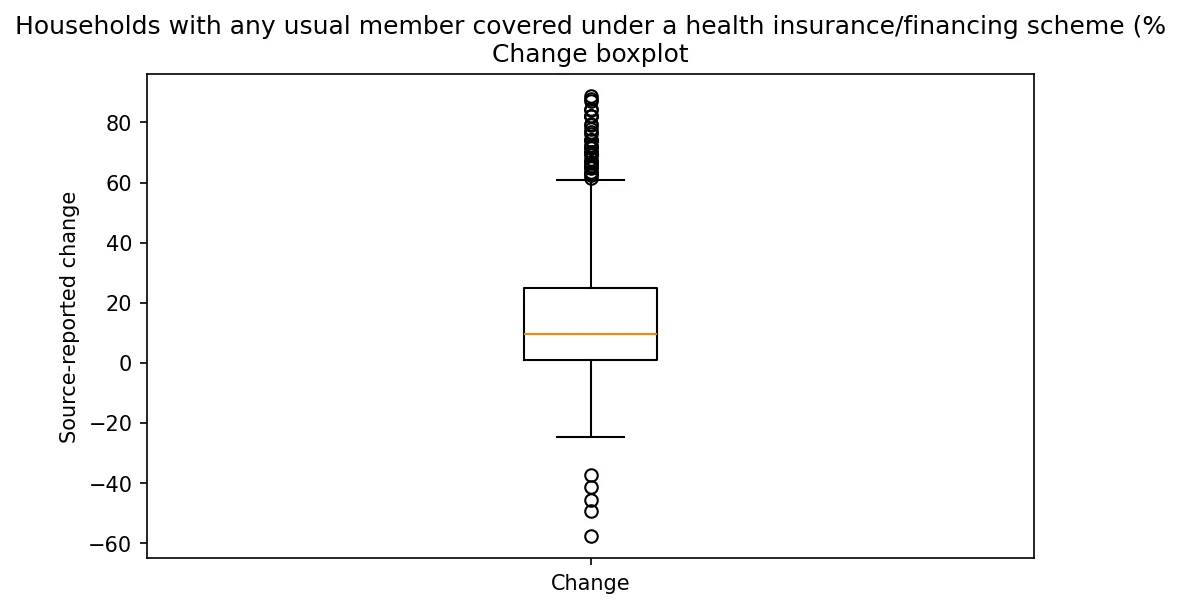 Households with any usual member covered under a health insurance/financing scheme (%
Change boxplot
Source-reported change
80
60
40
20
0
−20
−40
−60
Change